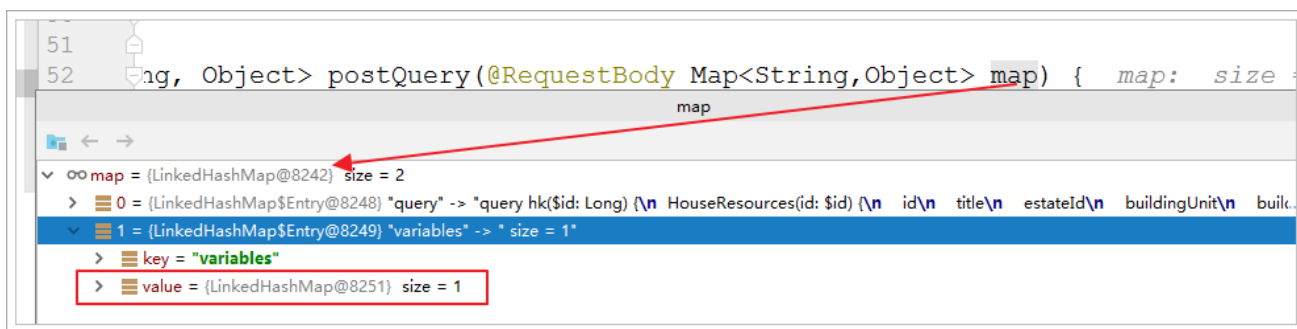 51
52 ng, Object> postQuery(@RequestBody Map<String,Object> map) { map: size =
map
map = {LinkedHashMap@8242} size = 2
0 = {LinkedHashMap$Entry@8248} "query" -> "query hk($id: Long) {\n HouseResources(id: $id) {\n id\n title\n estateId\n buildingUnit\n builc...
1 = {LinkedHashMap$Entry@8249} "variables" -> " size = 1"
key = "variables"
value = {LinkedHashMap@8251} size = 1